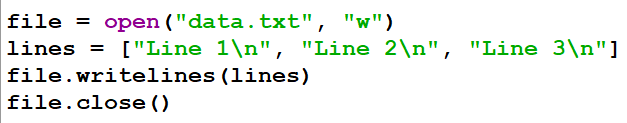 file = open("data.txt", "w")
lines = ["Line 1\n", "Line 2\n", "Line 3\n"]
file.writelines(lines)
file.close()